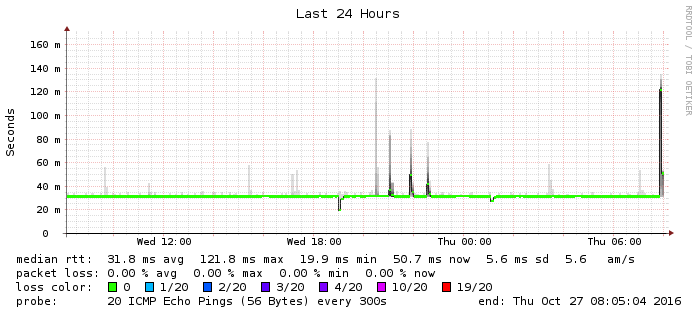 Last 24 Hours
RRDTOOL / TOBI OETIKER
Seconds
160 m
140 m
120 m
100 m
80 m
60 m
40 m
20 m
0
Wed 12:00 Wed 18:00 Thu 00:00 Thu 06:00
median rtt: 31.8 ms avg 121.8 ms max 19.9 ms min 50.7 ms now 5.6 ms sd 5.6 am/s
packet loss: 0.00 % avg 0.00 % max 0.00 % min 0.00 % now
loss color: 0 1/20 2/20 3/20 4/20 10/20 19/20
probe: 20 ICMP Echo Pings (56 Bytes) every 300s end: Thu Oct 27 08:05:04 2016